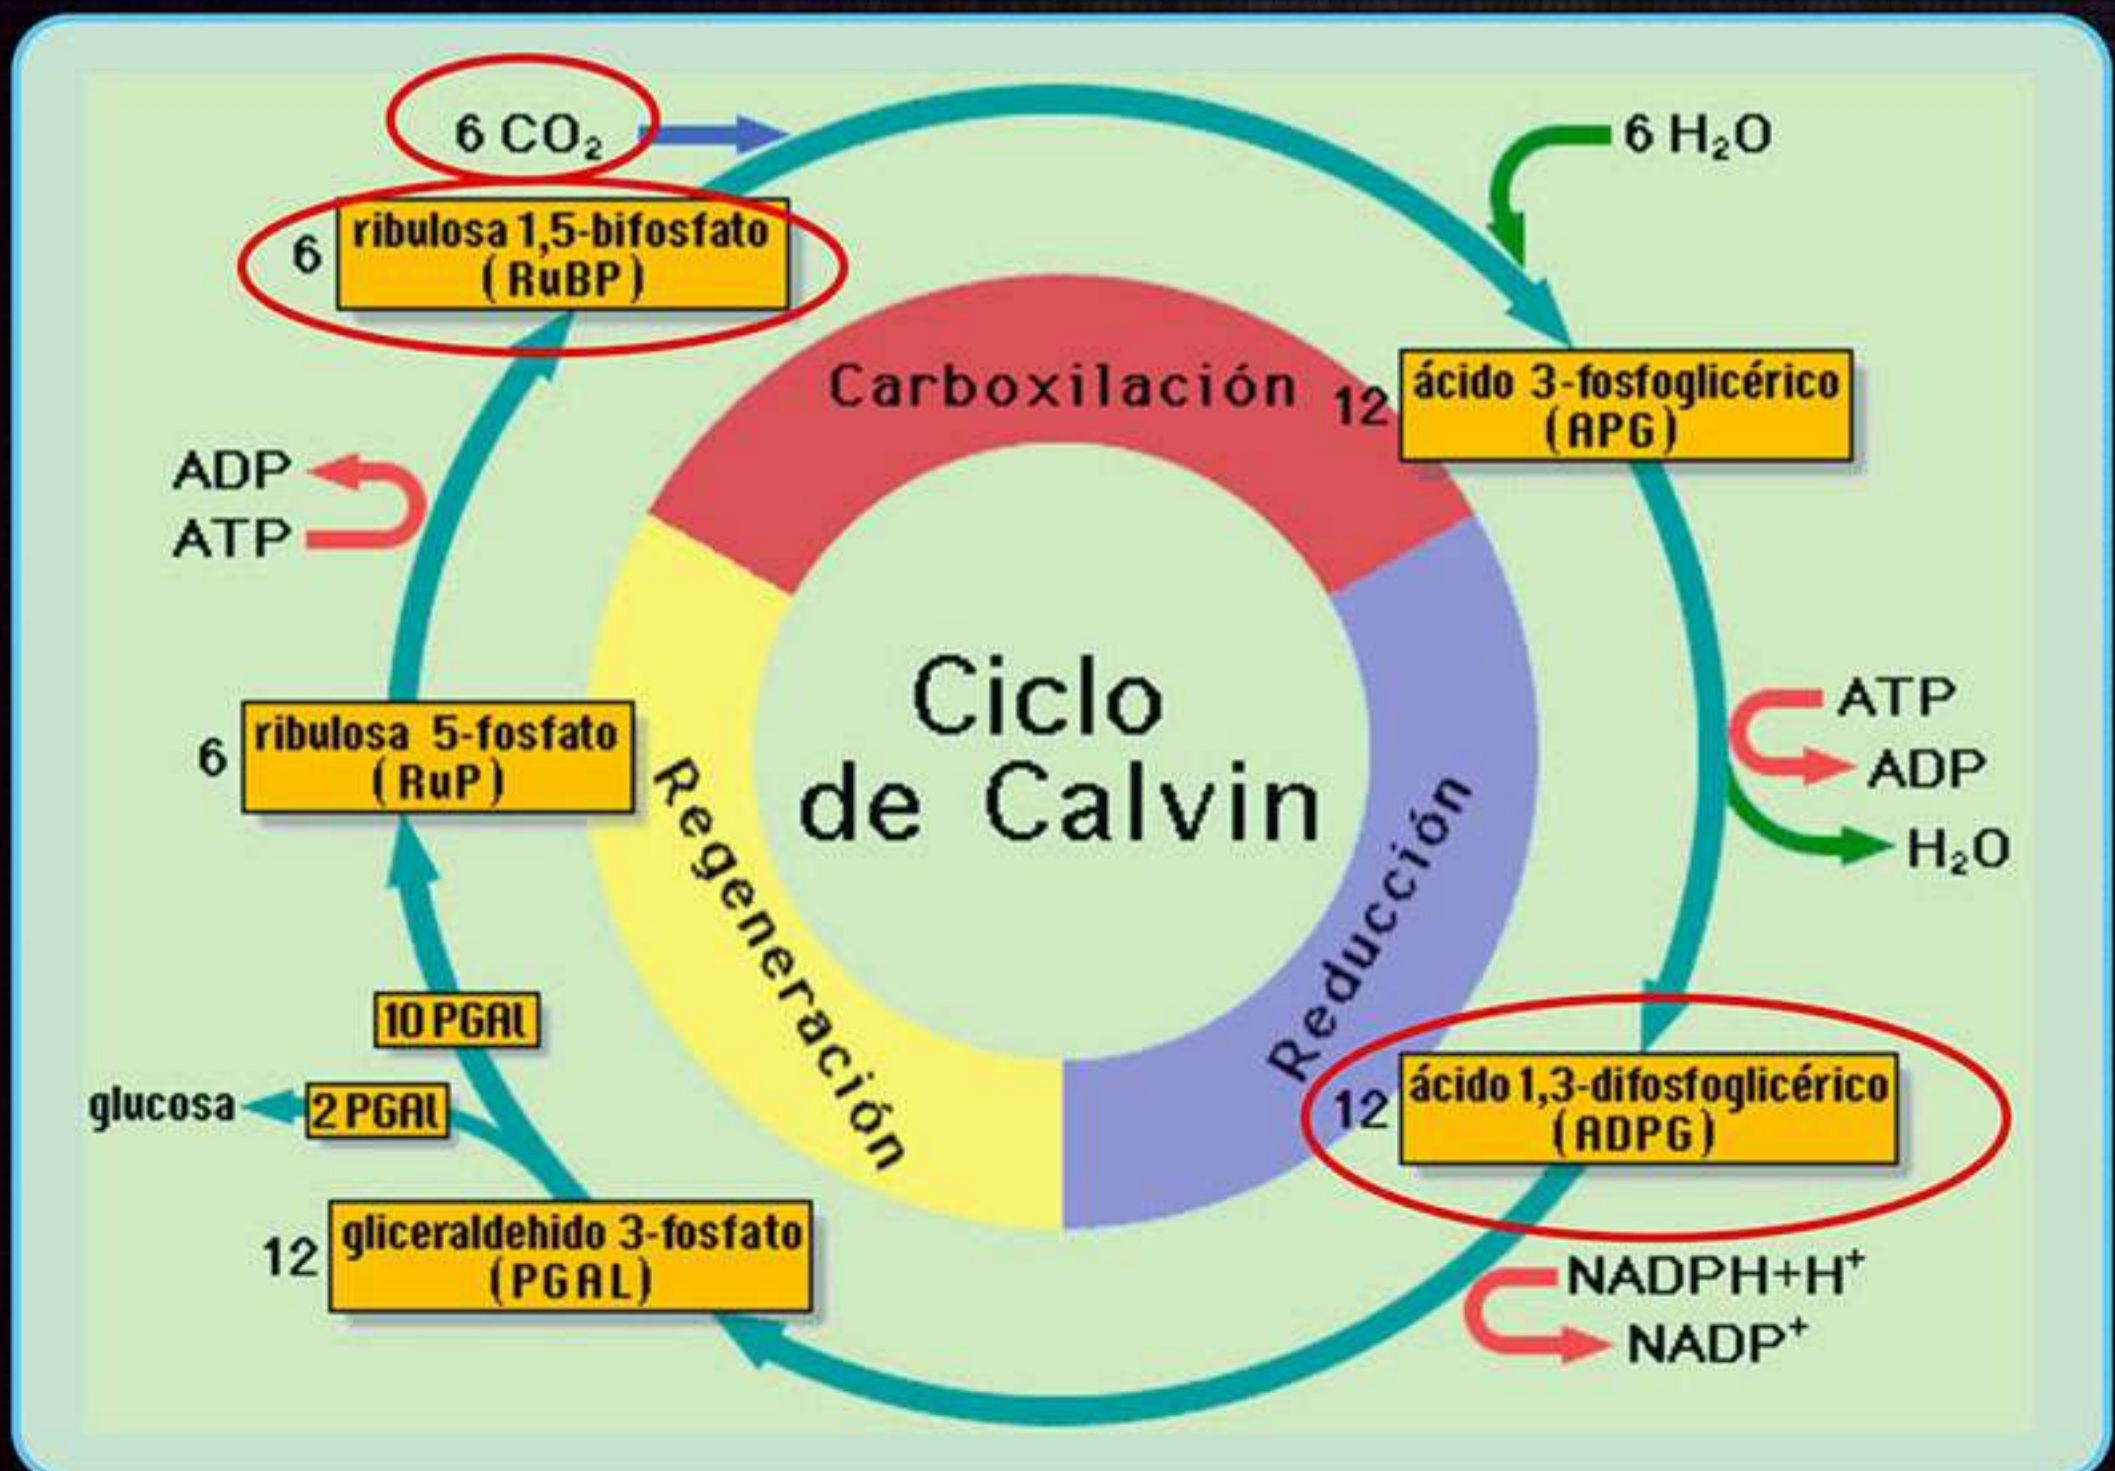 6 CO₂
6 H₂O
6
ribulosa 1,5-bifosfato
(RuBP)
Carboxilación
12
ácido 3-fosfoglicérico
(APG)
ADP
ATP
Ciclo
de Calvin
ATP
ADP
H₂O
6
ribulosa 5-fosfato
(RuP)
Regeneración
Reducción
10 PGAl
glucosa
2 PGAl
12
ácido 1,3-difosfoglicérico
(ADPG)
12
gliceraldehido 3-fosfato
(PGAL)
NADPH+H⁺
NADP⁺